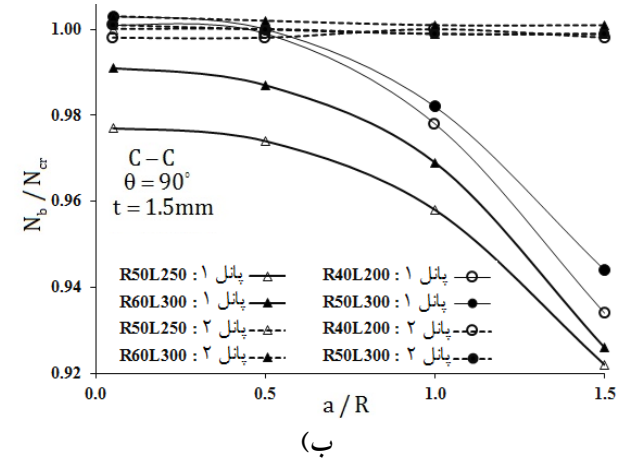 1.00
0.98
0.96
0.94
0.92
N_b / N_cr
C – C
θ = 90°
t = 1.5mm
R50L250 : پانل ۱
R60L300 : پانل ۱
R50L250 : پانل ۲
R60L300 : پانل ۲
R40L200 : پانل ۱
R50L300 : پانل ۱
R40L200 : پانل ۲
R50L300 : پانل ۲
0.0 0.5 1.0 1.5
a / R
ب)